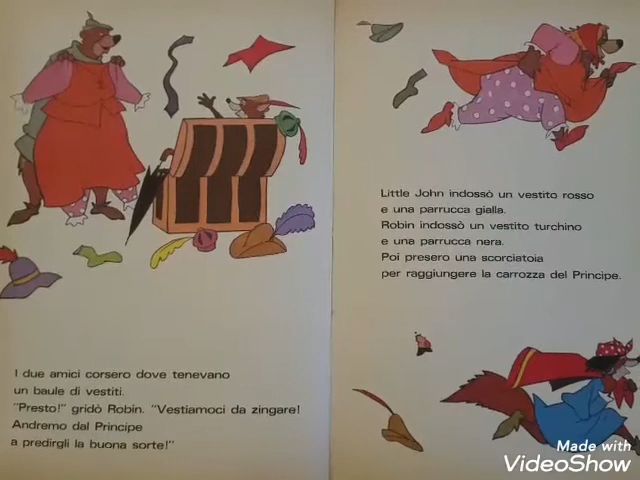 I due amici corsero dove tenevano
un baule di vestiti.
"Presto!" gridò Robin. "Vestiamoci da zingare!
Andremo dal Principe
a predirgli la buona sorte!"
Little John indossò un vestito rosso
e una parrucca gialla.
Robin indossò un vestito turchino
e una parrucca nera.
Poi presero una scorciatoia
per raggiungere la carrozza del Principe.
Made with
VideoShow